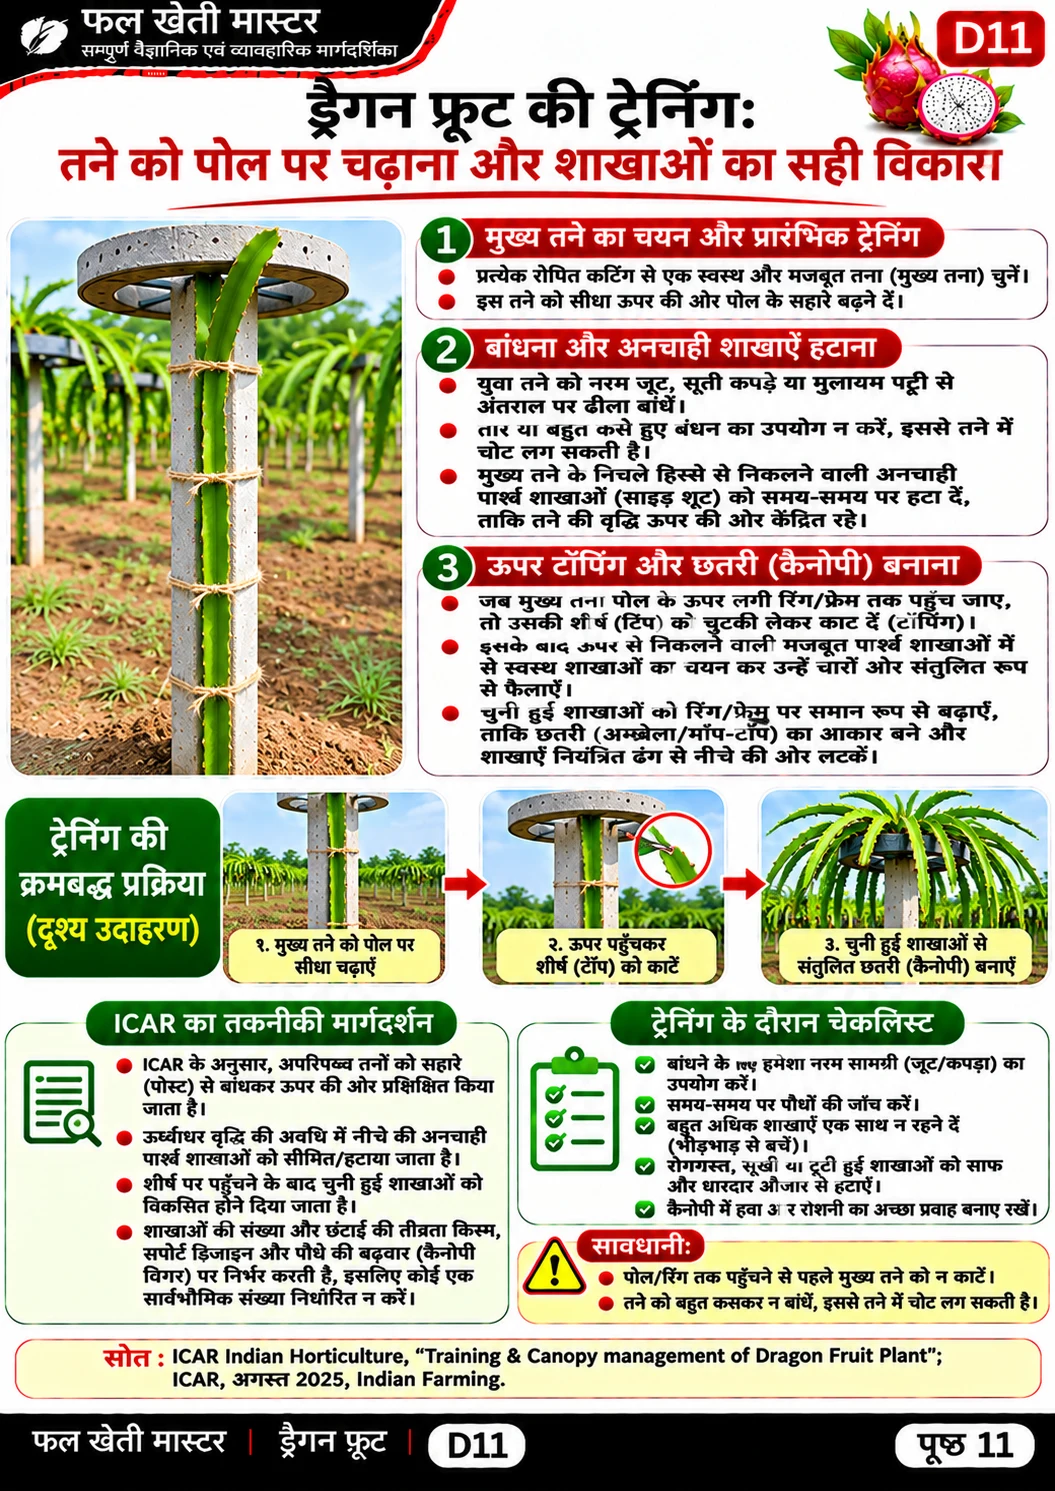 फल खेती मास्टर
सम्पूर्ण वैज्ञानिक एवं व्यावहारिक मार्गदर्शिका
D11
ड्रैगन फ्रूट की ट्रेनिंग:
तने को पोल पर चढ़ाना और शाखाओं का सही विकास
1 मुख्य तने का चयन और प्रारंभिक ट्रेनिंग
प्रत्येक रोपित कटिंग से एक स्वस्थ और मजबूत तना (मुख्य तना) चुनें।
इस तने को सीधा ऊपर की ओर पोल के सहारे बढ़ने दें।
2 बांधना और अनचाही शाखाऐं हटाना
युवा तने को नरम जूट, सूती कपड़े या मुलायम पट्टी से
अंतराल पर ढीला बांधें।
तार या बहुत कसे हुए बंधन का उपयोग न करें, इससे तने में
चोट लग सकती है।
मुख्य तने के निचले हिस्से से निकलने वाली अनचाही
पार्श्व शाखाओं (साइड़ शूट) को समय-समय पर हटा दें,
ताकि तने की वृद्धि ऊपर की ओर केंद्रित रहे।
3 ऊपर टॉपिंग और छतरी (कैनोपी) बनाना
जब मुख्य तना पोल के ऊपर लगी रिंग/फ्रेम तक पहुँच जाए,
तो उसकी शीर्ष (टिप) को चुटकी लेकर काट दें (टॉपिंग)।
इसके बाद ऊपर से निकलने वाली मजबूत पार्श्व शाखाओं में
से स्वस्थ शाखाओं का चयन कर उन्हें चारों ओर संतुलित रूप
से फैलाऐं।
चुनी हुई शाखाओं को रिंग/फ्रेम पर समान रूप से बढ़ाऐं,
ताकि छतरी (अम्ब्रेला/मॉप-टॉप) का आकार बने और
शाखाऐं नियंत्रित ढंग से नीचे की ओर लटकें।
ट्रेनिंग की
क्रमबद्ध प्रक्रिया
(दृश्य उदाहरण)
१. मुख्य तने को पोल पर
सीधा चढ़ाऐं
२. ऊपर पहुँचकर
शीर्ष (टॉप) को काटें
३. चुनी हुई शाखाओं से
संतुलित छतरी (कैनोपी) बनाऐं
ICAR का तकनीकी मार्गदर्शन
ICAR के अनुसार, अपरिपक्व तनों को सहारे
(पोस्ट) से बांधकर ऊपर की ओर प्रक्षिक्षित किया
जाता है।
ऊर्ध्वाधर वृद्धि की अवधि में नीचे की अनचाही
पार्श्व शाखाओं को सीमित/हटाया जाता है।
शीर्ष पर पहुँचने के बाद चुनी हुई शाखाओं को
विकसित होने दिया जाता है।
शाखाओं की संख्या और छंटाई की तीव्रता किस्म,
सपोर्ट डिजाइन और पौधे की बढ़वार (कैनोपी
विगर) पर निर्भर करती है, इसलिए कोई एक
सार्वभौमिक संख्या निर्धारित न करें।
ट्रेनिंग के दौरान चेकलिस्ट
बांधने के हमेशा नरम सामग्री (जूट/कपड़ा) का
उपयोग करें।
समय-समय पर पौधों की जाँच करें।
बहुत अधिक शाखाऐं एक साथ न रहने दें
(भीड़भाड़ से बचें)।
रोगगस्त, सूखी या टूटी हुई शाखाओं को साफ
और धारदार औजार से हटाऐं।
कैनोपी में हवा और रोशनी का अच्छा प्रवाह बनाए रखें।
सावधानी:
पोल/रिंग तक पहुँचने से पहले मुख्य तने को न काटें।
तने को बहुत कसकर न बांधें, इससे तने में चोट लग सकती है।
सोत : ICAR Indian Horticulture, “Training & Canopy management of Dragon Fruit Plant”;
ICAR, अगस्त 2025, Indian Farming.
फल खेती मास्टर | ड्रैगन फ्रूट | D11
पृष्ठ 11